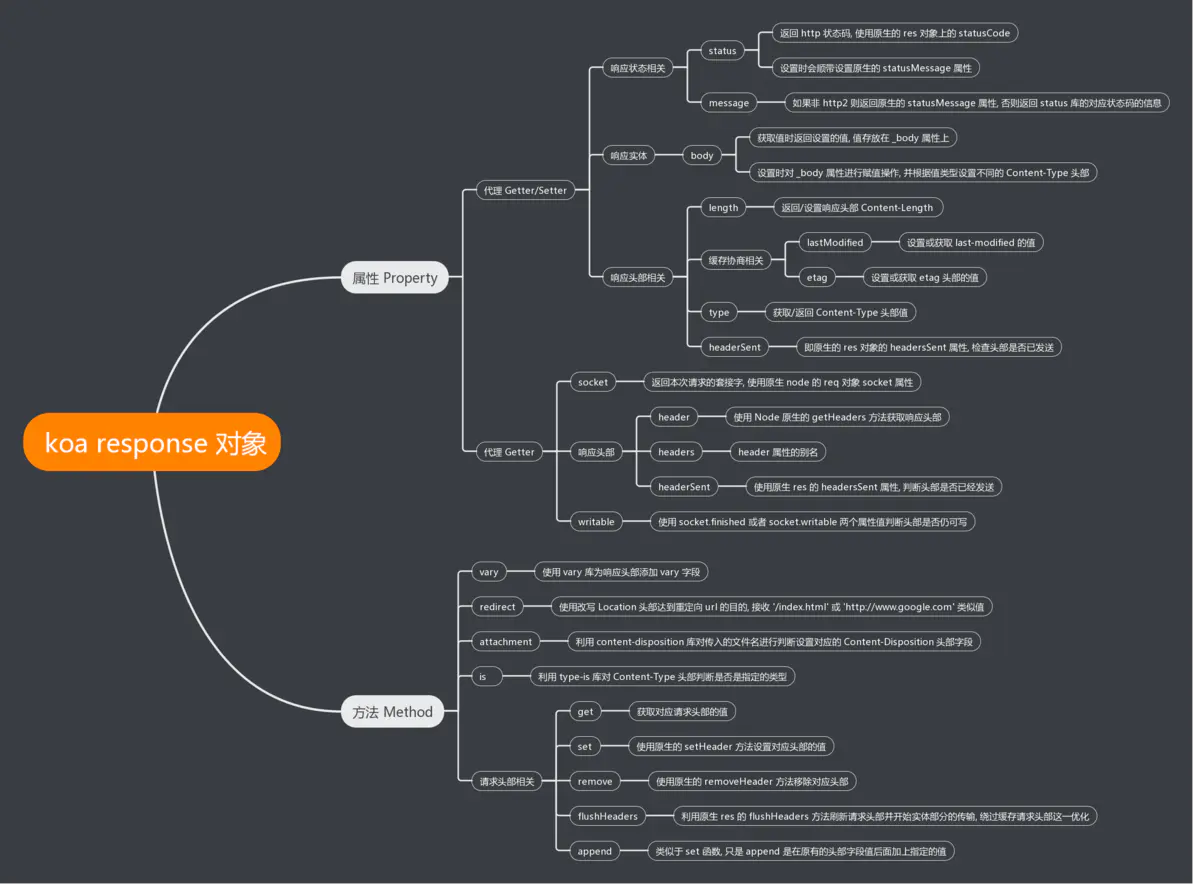 koa response 对象
属性 Property
代理 Getter/Setter
响应状态相关
status
返回 http 状态码, 使用原生的 res 对象上的 statusCode
设置时会顺带设置原生的 statusMessage 属性
message
如果非 http2 则返回原生的 statusMessage 属性, 否则返回 status 库的对应状态码的信息
响应实体
body
获取值时返回设置的值, 值存放在 _body 属性上
设置时对 _body 属性进行赋值操作, 并根据值类型设置不同的 Content-Type 头部
响应头部相关
length
返回/设置响应头部 Content-Length
缓存协商相关
lastModified
设置或获取 last-modified 的值
etag
设置或获取 etag 头部的值
type
获取/返回 Content-Type 头部值
headerSent
即原生的 res 对象的 headersSent 属性, 检查头部是否已发送
代理 Getter
socket
返回本次请求的套接字, 使用原生 node 的 req 对象 socket 属性
响应头部
header
使用 Node 原生的 getHeaders 方法获取响应头部
headers
header 属性的别名
headerSent
使用原生 res 的 headersSent 属性, 判断头部是否已经发送
writable
使用 socket.finished 或者 socket.writable 两个属性值判断头部是否仍可写
方法 Method
vary
使用 vary 库为响应头部添加 vary 字段
redirect
使用改写 Location 头部达到重定向 url 的目的, 接收 '/index.html' 或 'http://www.google.com' 类似值
attachment
利用 content-disposition 库对传入的文件名进行判断设置对应的 Content-Disposition 头部字段
is
利用 type-is 库对 Content-Type 头部判断是否是指定的类型
请求头部相关
get
获取对应请求头部的值
set
使用原生的 setHeader 方法设置对应头部的值
remove
使用原生的 removeHeader 方法移除对应头部
flushHeaders
利用原生 res 的 flushHeaders 方法刷新请求头部并开始实体部分的传输, 绕过缓存请求头部这一优化
append
类似于 set 函数, 只是 append 是在原有的头部字段值后面加上指定的值